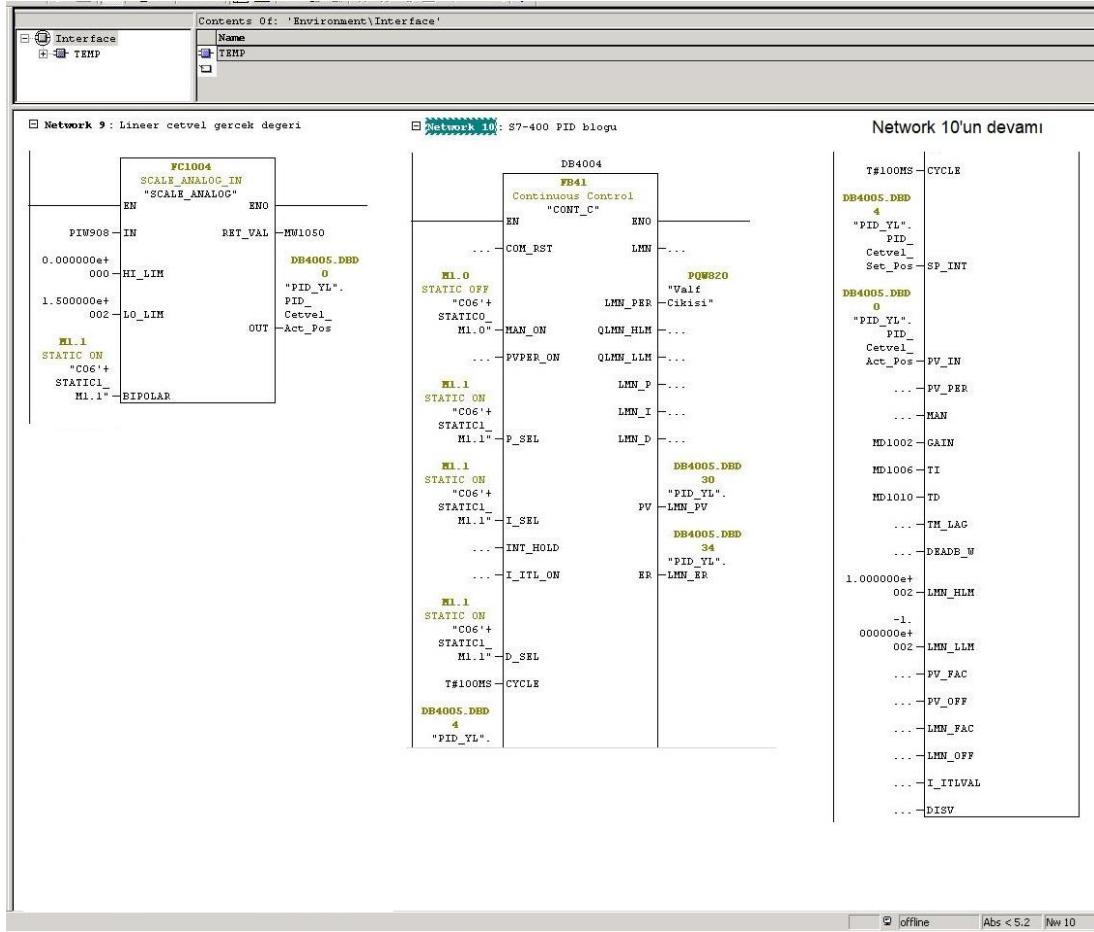 Contents Of: 'Environment\Interface'
Interface
TEMP
Name
TEMP
Network 9 : Lineer cetvel gercek degeri
FC1004
SCALE_ANALOG_IN
"SCALE_ANALOG"
EN
ENO
PIW908
IN
RET_VAL
MW1050
0.000000e+
000
HI_LIM
1.500000e+
002
LO_LIM
DB4005.DBD
0
"PID_YL".
PID_
Cetvel_
Act_Pos
OUT
M1.1
STATIC ON
"C06'+
STATIC1_
M1.1"
BIPOLAR
Network 10: S7-400 PID blogu
DB4004
FB41
Continuous Control
"CONT_C"
EN
ENO
...
COM_RST
LMN
...
M1.0
STATIC OFF
"C06'+
STATIC0_
M1.0"
MAN_ON
PQW820
"Valf
Cikisi"
LMN_PER
QLMN_HLM
...
...
PVPER_ON
QLMN_LLM
...
M1.1
STATIC ON
"C06'+
STATIC1_
M1.1"
P_SEL
LMN_P
...
LMN_I
...
LMN_D
...
M1.1
STATIC ON
"C06'+
STATIC1_
M1.1"
I_SEL
DB4005.DBD
30
"PID_YL".
LMN_PV
PV
...
INT_HOLD
...
I_ITL_ON
DB4005.DBD
34
"PID_YL".
LMN_ER
ER
M1.1
STATIC ON
"C06'+
STATIC1_
M1.1"
D_SEL
T#100MS
CYCLE
DB4005.DBD
4
"PID_YL".
Network 10'un devamı
T#100MS
CYCLE
DB4005.DBD
4
"PID_YL".
PID_
Cetvel_
Set_Pos
SP_INT
DB4005.DBD
0
"PID_YL".
PID_
Cetvel_
Act_Pos
PV_IN
...
PV_PER
...
MAN
MD1002
GAIN
MD1006
TI
MD1010
TD
...
TM_LAG
...
DEADB_W
1.000000e+
002
LMN_HLM
-1.
000000e+
002
LMN_LLM
...
PV_FAC
...
PV_OFF
...
LMN_FAC
...
LMN_OFF
...
I_ITLVAL
...
DISV
offline
Abs < 5.2
Nw 10